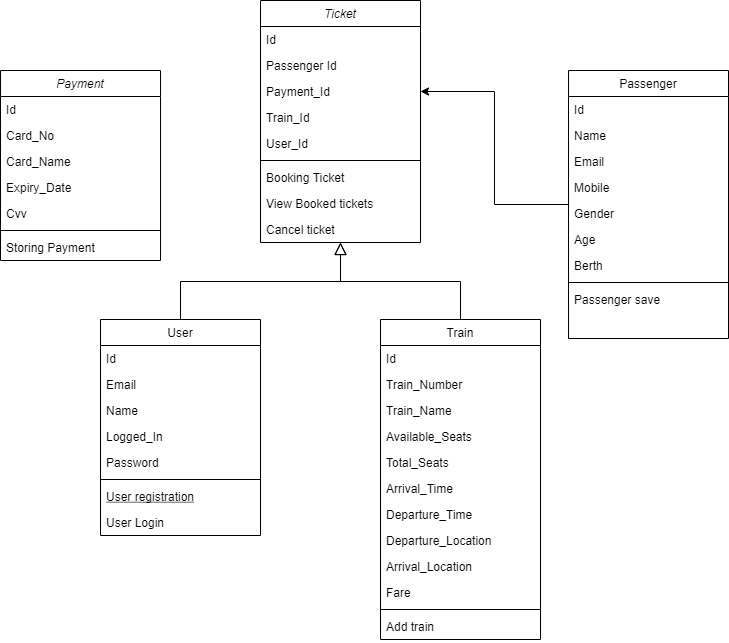 Ticket
Id
Passenger Id
Payment_Id
Train_Id
User_Id
Booking Ticket
View Booked tickets
Cancel ticket
Payment
Id
Card_No
Card_Name
Expiry_Date
Cvv
Storing Payment
Passenger
Id
Name
Email
Mobile
Gender
Age
Berth
Passenger save
User
Id
Email
Name
Logged_In
Password
User registration
User Login
Train
Id
Train_Number
Train_Name
Available_Seats
Total_Seats
Arrival_Time
Departure_Time
Departure_Location
Arrival_Location
Fare
Add train